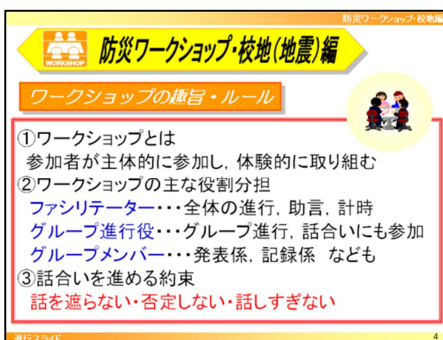 防災ワークショップ・校地編
WORKSHOP
防災ワークショップ・校地(地震)編
ワークショップの趣旨・ルール
①ワークショップとは
参加者が主体的に参加し，体験的に取り組む
②ワークショップの主な役割分担
ファシリテーター・・・全体の進行，助言，計時
グループ進行役・・・グループ進行，話合いにも参加
グループメンバー・・・発表係，記録係 なども
③話合いを進める約束
話を遮らない・否定しない・話しすぎない
進行スライド
4